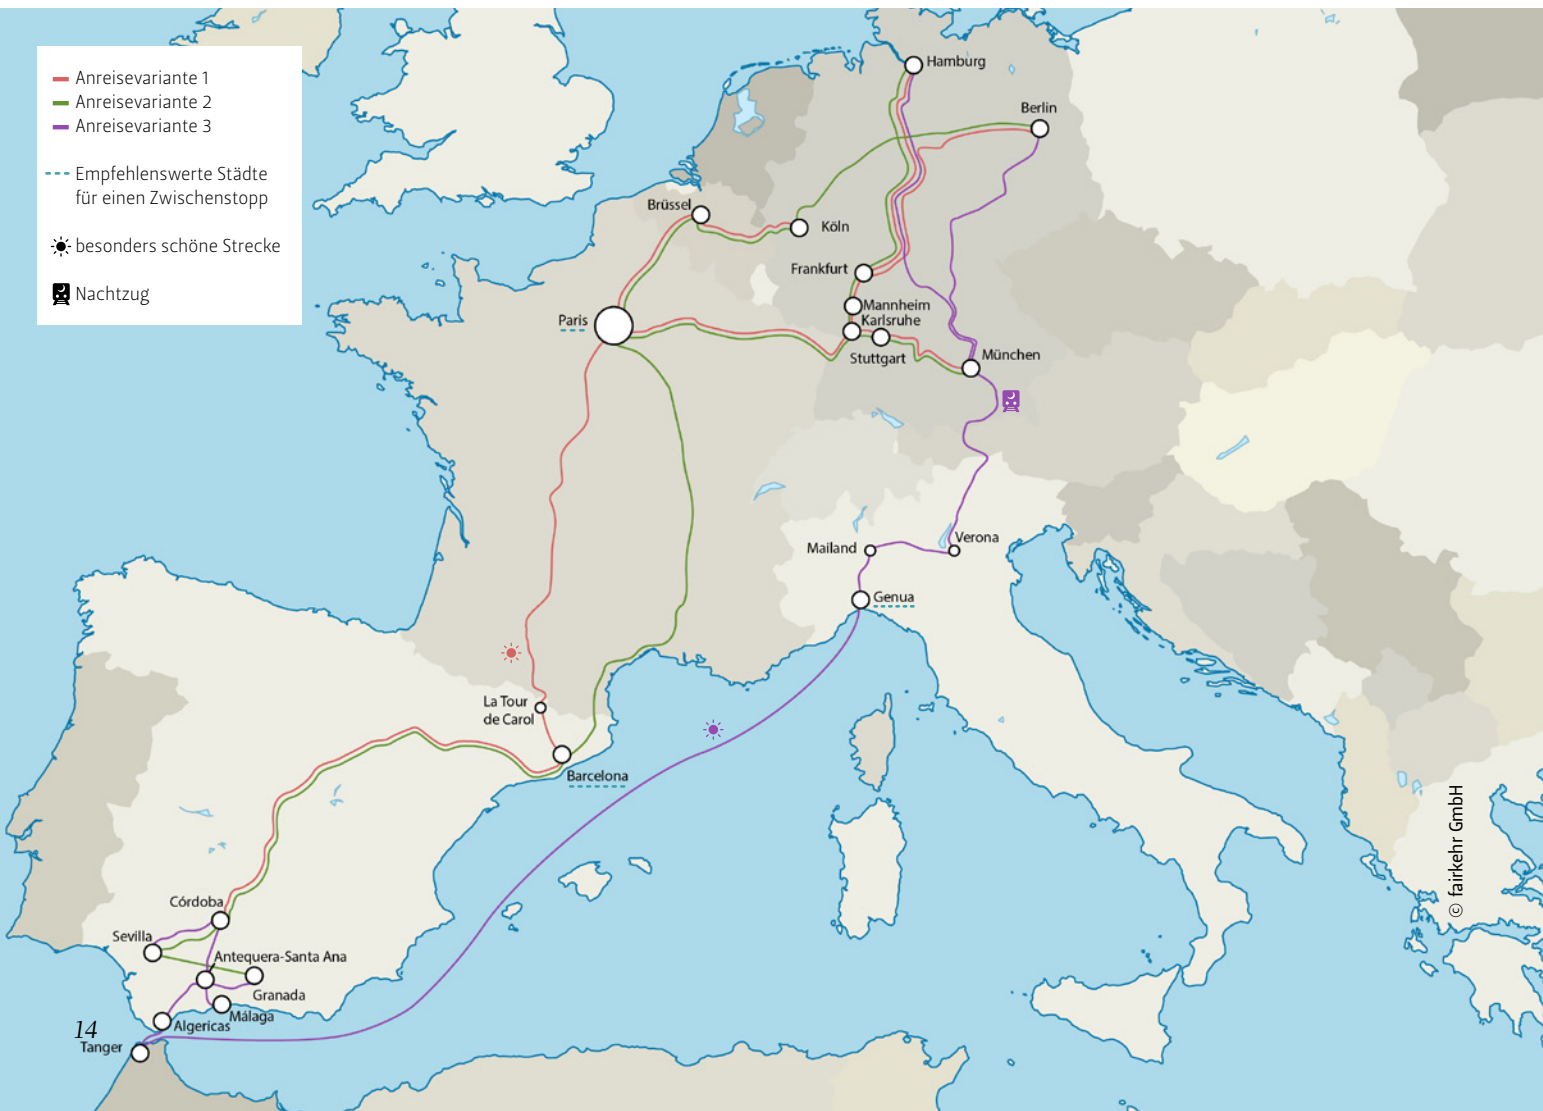 Anreisevariante 1
Anreisevariante 2
Anreisevariante 3
Empfehlenswerte Städte
für einen Zwischenstopp
besonders schöne Strecke
Nachtzug
Hamburg
Berlin
Brüssel
Köln
Frankfurt
Mannheim
Karlsruhe
Paris
Stuttgart
München
Mailand
Verona
Genua
La Tour
de Carol
Barcelona
Córdoba
Sevilla
Antequera-Santa Ana
Granada
Málaga
Algericas
14
Tanger
© fairkehr GmbH